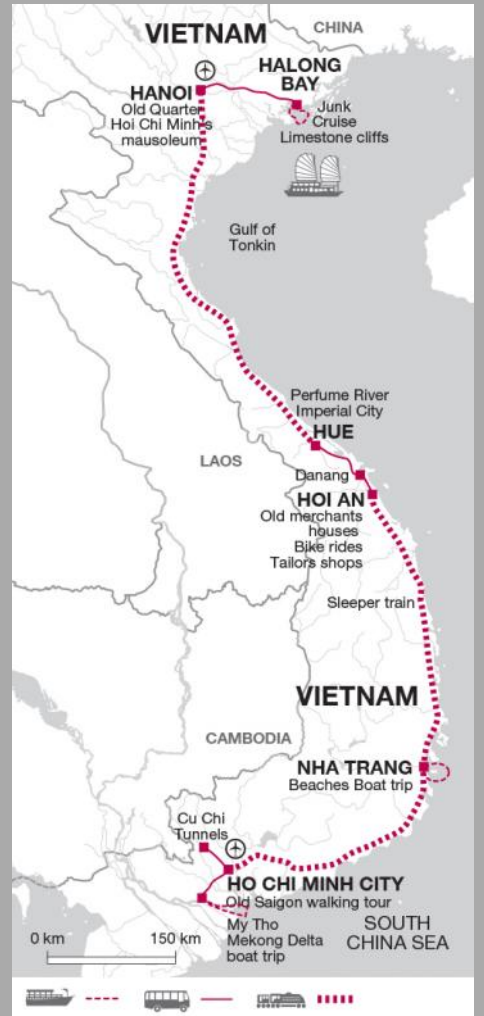 VIETNAM
CHINA
HALONG
BAY
HANOI
Old Quarter
Hoi Chi Minh's
mausoleum
Junk
Cruise
Limestone cliffs
Gulf of
Tonkin
Perfume River
Imperial City
HUE
LAOS
Danang
HOI AN
Old merchants
houses
Bike rides
Tailors shops
Sleeper train
VIETNAM
CAMBODIA
NHA TRANG
Beaches Boat trip
Cu Chi
Tunnels
HO CHI MINH CITY
Old Saigon walking tour
My Tho
Mekong Delta
boat trip
SOUTH
CHINA SEA
0 km 150 km